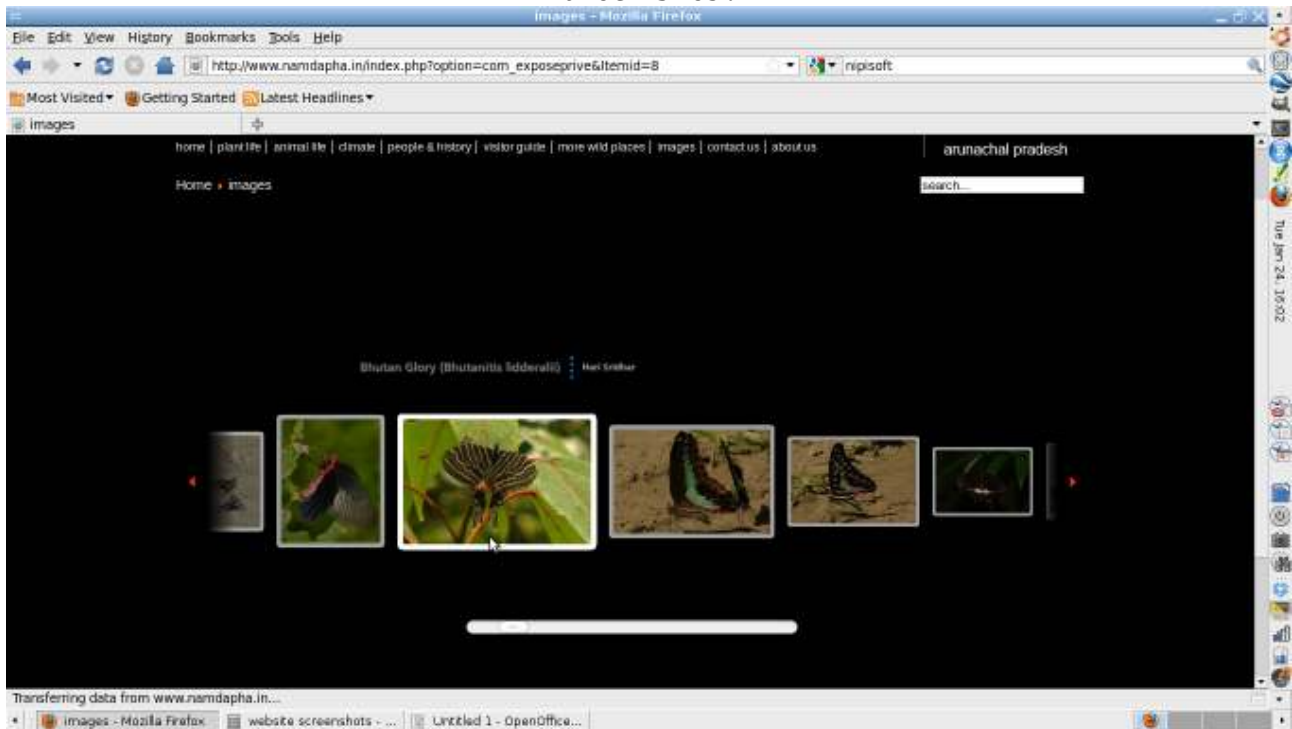 images - Mozilla Firefox
File Edit View History Bookmarks Tools Help
http://www.namdapha.in/index.php?option=com_exposeprive&Itemid=8
nipisoft
Most Visited Getting Started Latest Headlines
images
home | plant life | animal life | climate | people & history | visitor guide | more wild places | images | contact us | about us
arunachal pradesh
Home images
search...
Tue Jan 24, 16:02
Bhutan Glory (Bhutanitis lidderalii) Hari Sridhar
Transferring data from www.namdapha.in...
images - Mozilla Firefox website screenshots - ... Untitled 1 - OpenOffice...